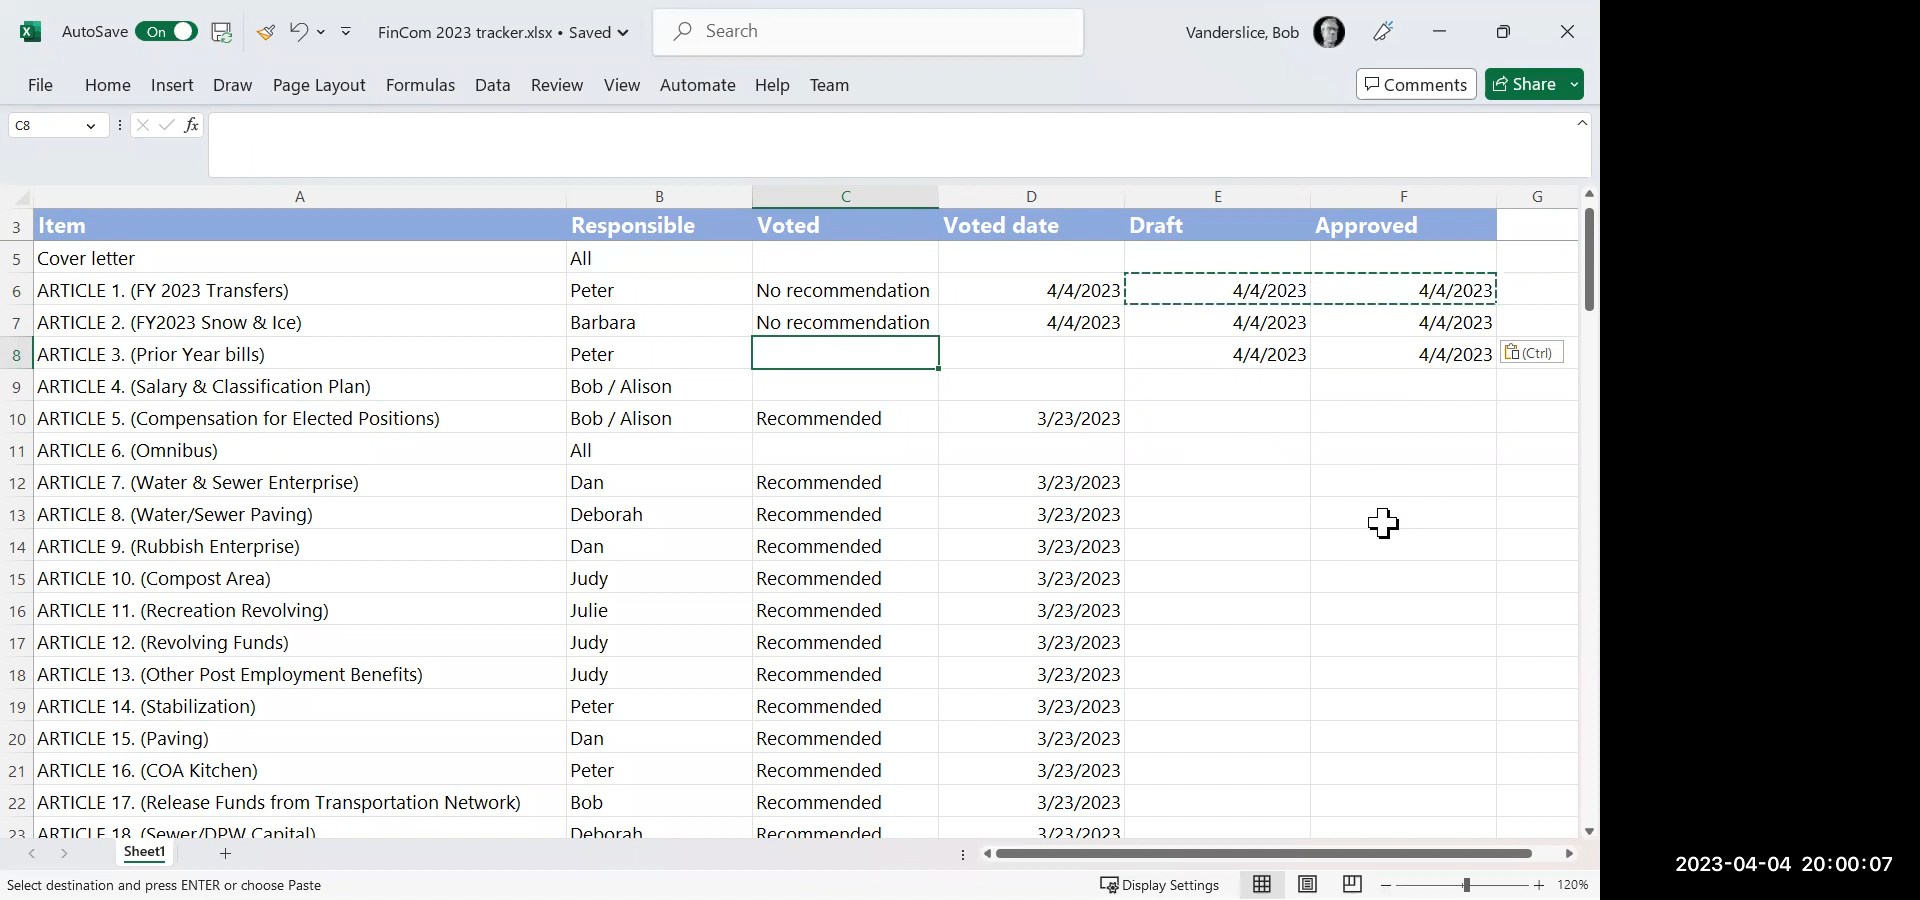 AutoSave On FinCom 2023 tracker.xlsx • Saved Search Vanderslice, Bob
File Home Insert Draw Page Layout Formulas Data Review View Automate Help Team Comments Share
C8 fx
A B C D E F G
3 Item Responsible Voted Voted date Draft Approved
5 Cover letter All
6 ARTICLE 1. (FY 2023 Transfers) Peter No recommendation 4/4/2023 4/4/2023 4/4/2023
7 ARTICLE 2. (FY2023 Snow & Ice) Barbara No recommendation 4/4/2023 4/4/2023 4/4/2023
8 ARTICLE 3. (Prior Year bills) Peter 4/4/2023 4/4/2023 (Ctrl)
9 ARTICLE 4. (Salary & Classification Plan) Bob / Alison
10 ARTICLE 5. (Compensation for Elected Positions) Bob / Alison Recommended 3/23/2023
11 ARTICLE 6. (Omnibus) All
12 ARTICLE 7. (Water & Sewer Enterprise) Dan Recommended 3/23/2023
13 ARTICLE 8. (Water/Sewer Paving) Deborah Recommended 3/23/2023
14 ARTICLE 9. (Rubbish Enterprise) Dan Recommended 3/23/2023
15 ARTICLE 10. (Compost Area) Judy Recommended 3/23/2023
16 ARTICLE 11. (Recreation Revolving) Julie Recommended 3/23/2023
17 ARTICLE 12. (Revolving Funds) Judy Recommended 3/23/2023
18 ARTICLE 13. (Other Post Employment Benefits) Judy Recommended 3/23/2023
19 ARTICLE 14. (Stabilization) Peter Recommended 3/23/2023
20 ARTICLE 15. (Paving) Dan Recommended 3/23/2023
21 ARTICLE 16. (COA Kitchen) Peter Recommended 3/23/2023
22 ARTICLE 17. (Release Funds from Transportation Network) Bob Recommended 3/23/2023
23 ARTICLE 18. (Sewer/DPW Capital) Deborah Recommended 3/23/2023
Sheet1
2023-04-04 20:00:07
Select destination and press ENTER or choose Paste Display Settings 120%